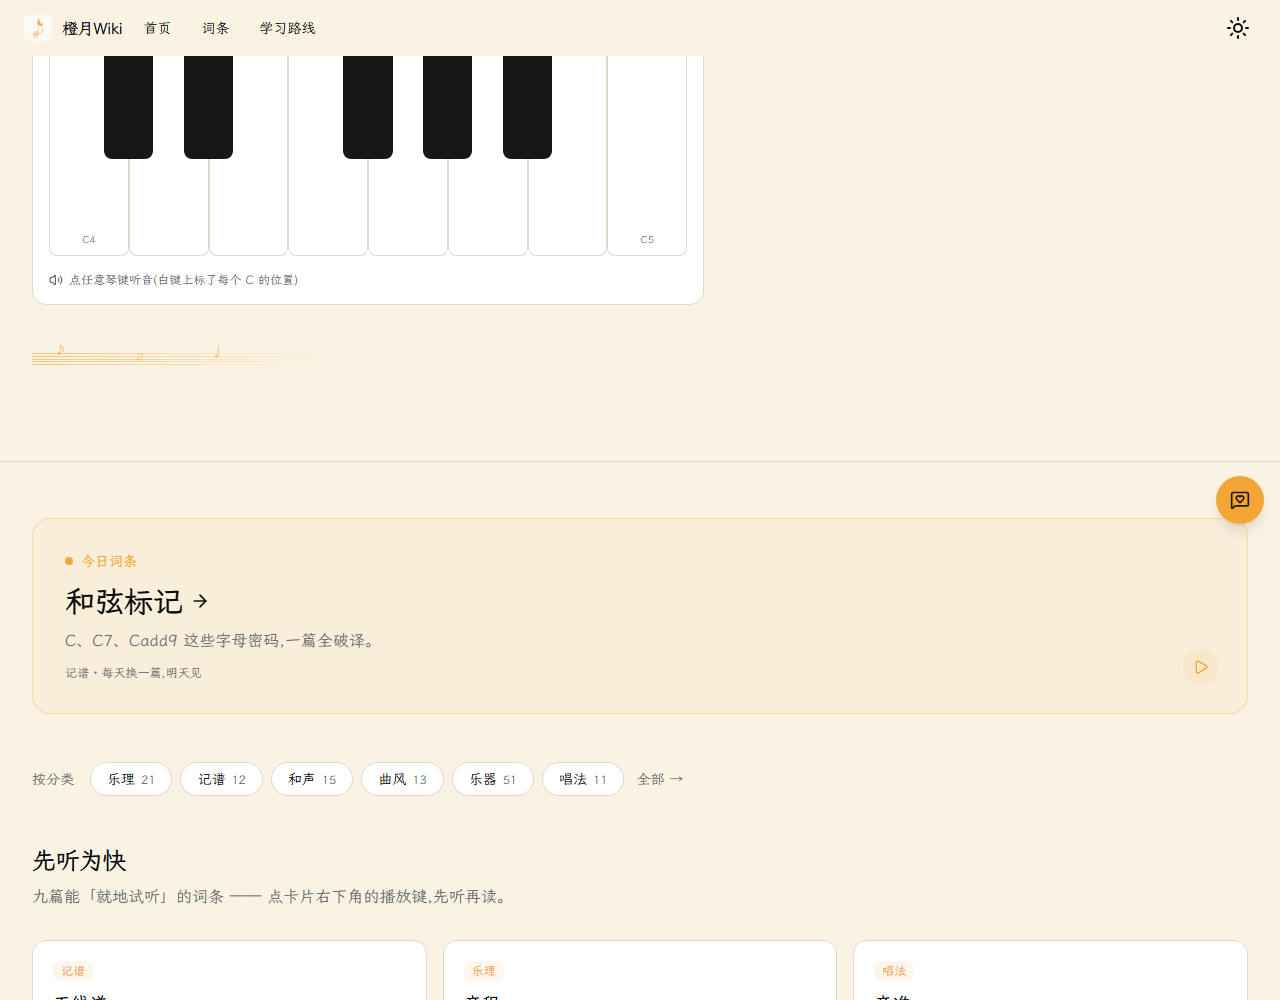 橙月Wiki 首页 词条 学习路线
C4 C5
点任意琴键听音(白键上标了每个 C 的位置)
今日词条
和弦标记 →
C、C7、Cadd9 这些字母密码,一篇全破译。
记谱・每天换一篇,明天见
按分类 乐理 21 记谱 12 和声 15 曲风 13 乐器 51 唱法 11 全部 →
先听为快
九篇能「就地试听」的词条 —— 点卡片右下角的播放键,先听再读。
记谱 乐理 唱法